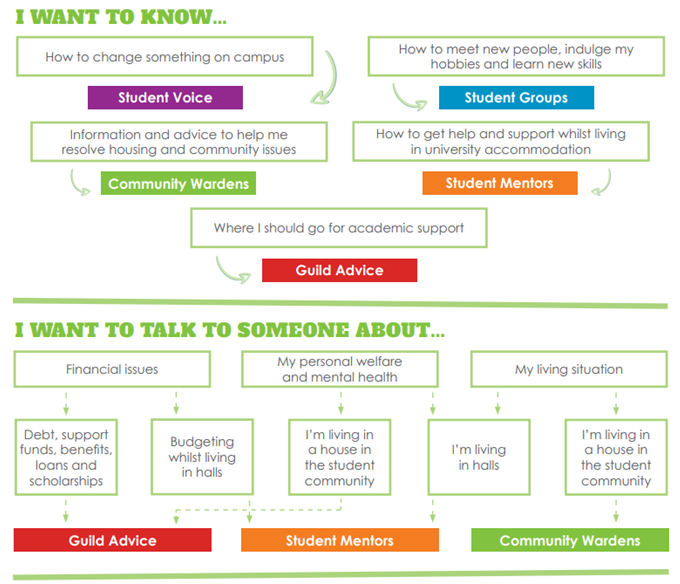 I WANT TO KNOW...
How to change something on campus
Student Voice
How to meet new people, indulge my
hobbies and learn new skills
Student Groups
Information and advice to help me
resolve housing and community issues
Community Wardens
How to get help and support whilst living
in university accommodation
Student Mentors
Where I should go for academic support
Guild Advice
I WANT TO TALK TO SOMEONE ABOUT...
Financial issues
My personal welfare
and mental health
My living situation
Debt, support
funds, benefits,
loans and
scholarships
Budgeting
whilst living
in halls
I'm living in
a house in
the student
community
I'm living
in halls
I'm living in
a house in
the student
community
Guild Advice
Student Mentors
Community Wardens